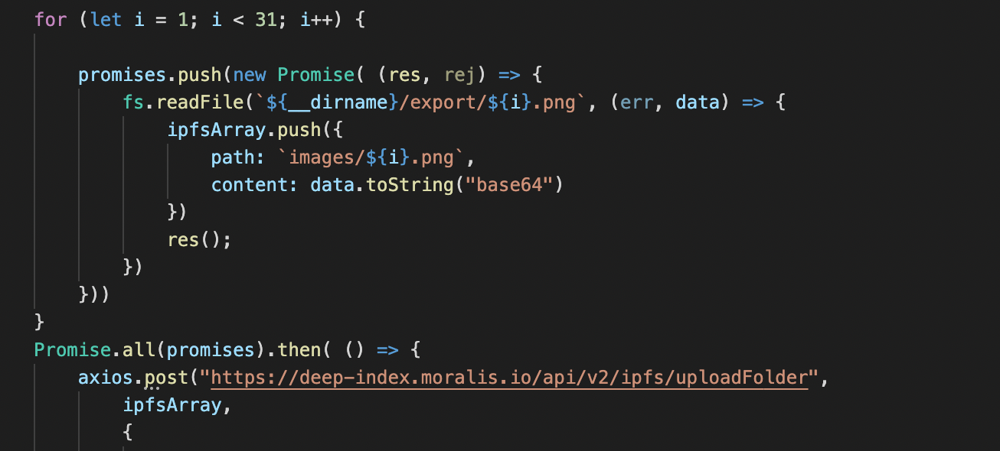 for (let i = 1; i < 31; i++) {
promises.push(new Promise( (res, rej) => {
fs.readFile(`${__dirname}/export/${i}.png`, (err, data) => {
ipfsArray.push({
path: `images/${i}.png`,
content: data.toString("base64")
})
res();
})
}))
}
Promise.all(promises).then( () => {
axios.post("https://deep-index.moralis.io/api/v2/ipfs/uploadFolder",
ipfsArray,
{